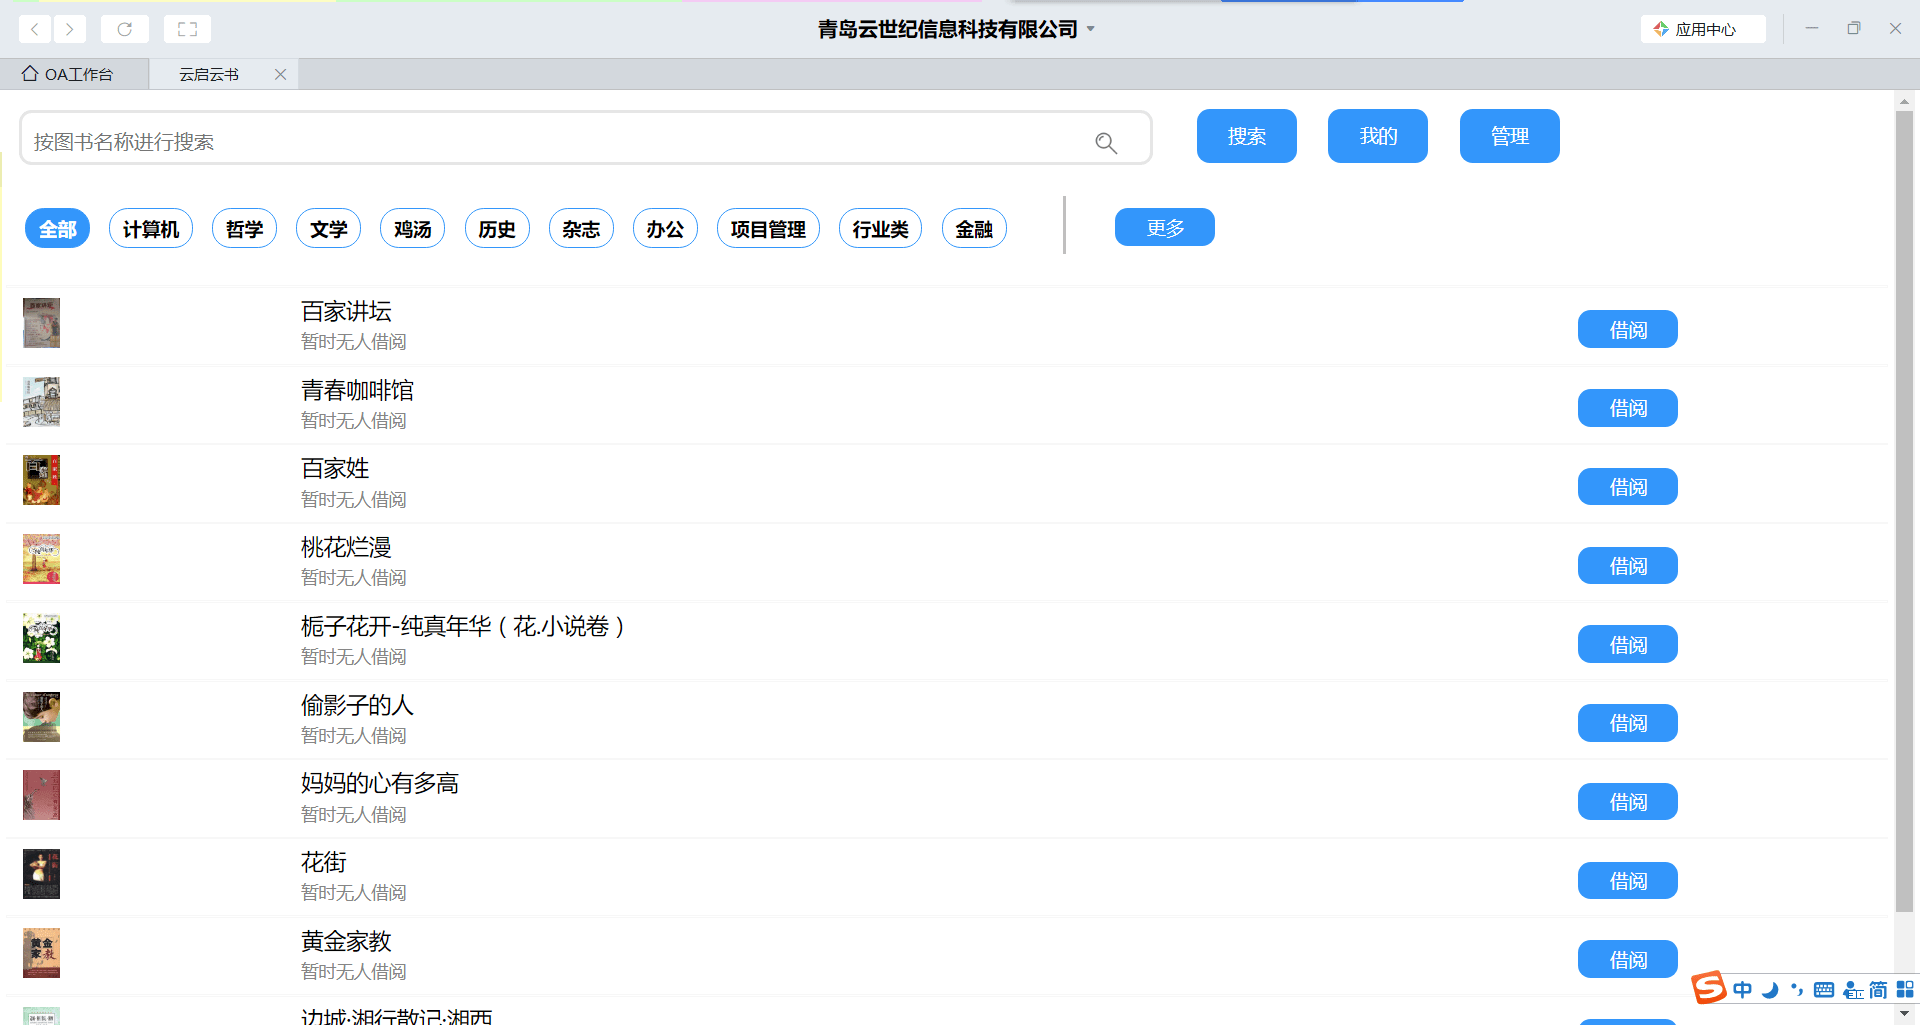 青岛云世纪信息科技有限公司
应用中心
OA工作台
云启云书
按图书名称进行搜索
搜索
我的
管理
全部
计算机
哲学
文学
鸡汤
历史
杂志
办公
项目管理
行业类
金融
更多
百家讲坛
暂时无人借阅
借阅
青春咖啡馆
暂时无人借阅
借阅
百家姓
暂时无人借阅
借阅
桃花烂漫
暂时无人借阅
借阅
栀子花开-纯真年华（花.小说卷）
暂时无人借阅
借阅
偷影子的人
暂时无人借阅
借阅
妈妈的心有多高
暂时无人借阅
借阅
花街
暂时无人借阅
借阅
黄金家教
暂时无人借阅
借阅
边城·湘行散记·湘西
中
简